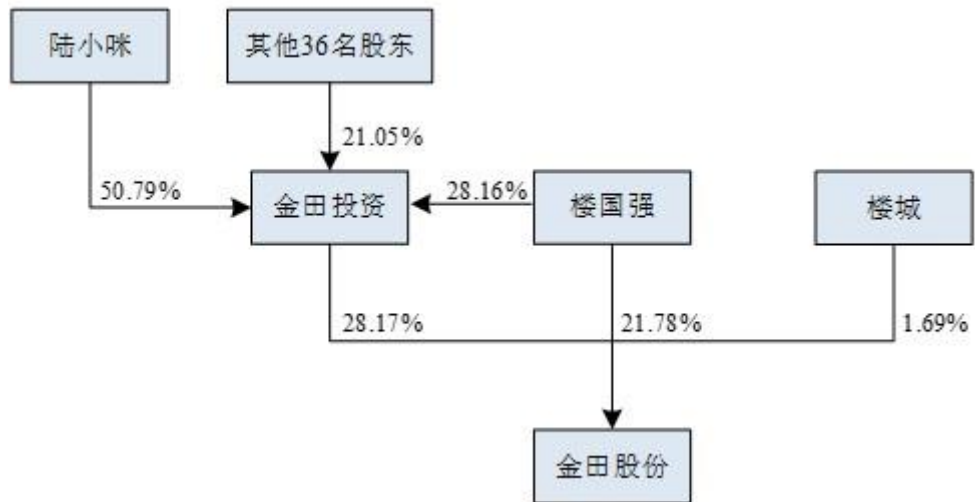 陆小咪
其他36名股东
21.05%
50.79%
金田投资
28.16%
楼国强
楼城
28.17%
21.78%
1.69%
金田股份